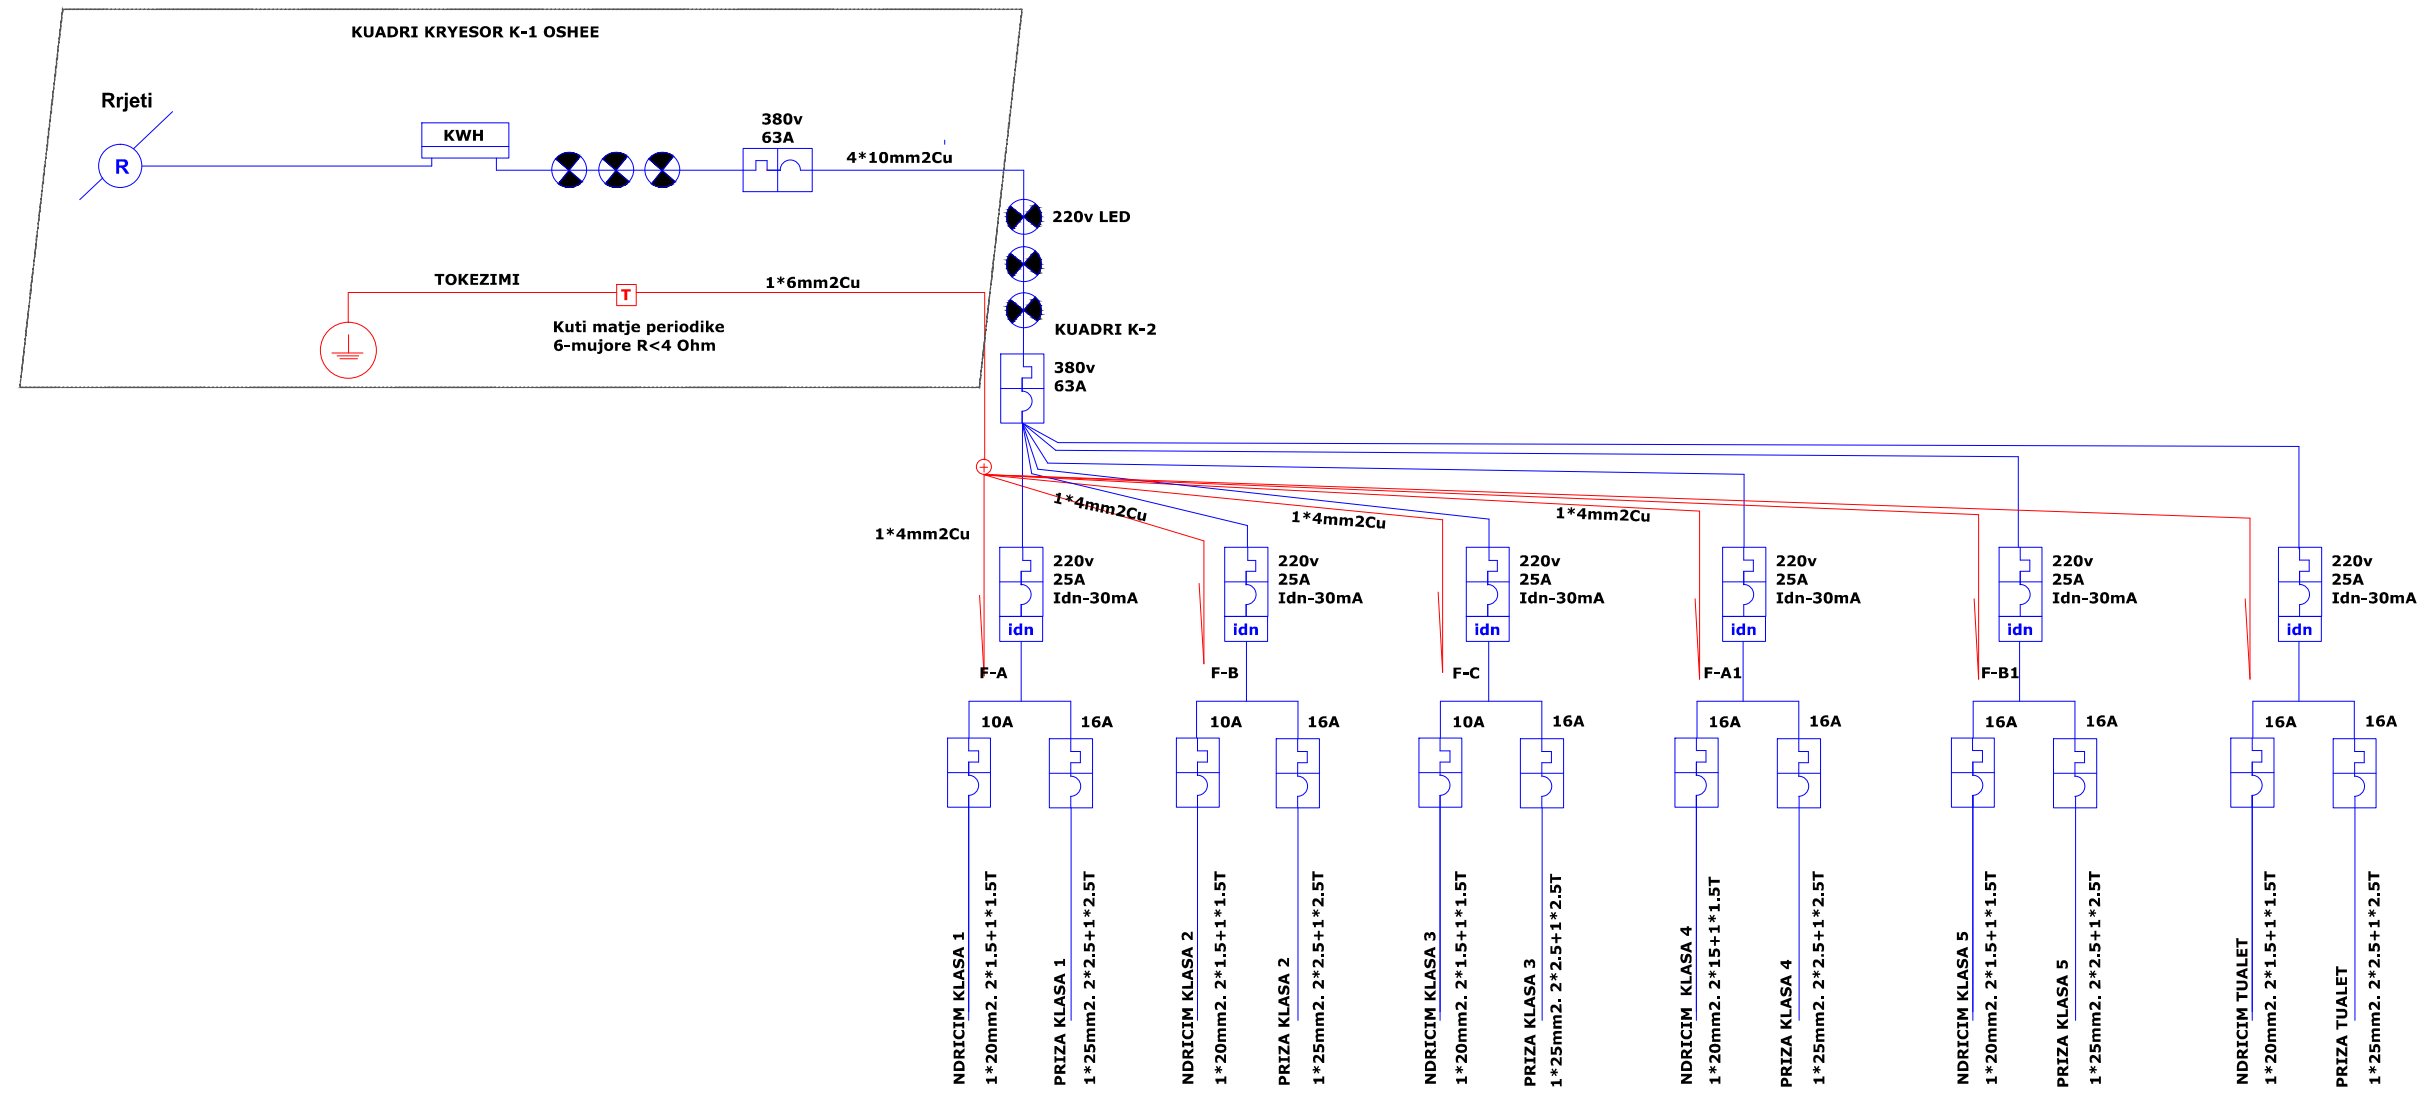 KUADRI KRYESOR K-1 OSHEE
Rrjeti
R
KWH
380v
63A
4*10mm2Cu
220v LED
TOKEZIMI
T
1*6mm2Cu
Kuti matje periodike
6-mujore R<4 Ohm
KUADRI K-2
380v
63A
1*4mm2Cu
1*4mm2Cu
1*4mm2Cu
1*4mm2Cu
220v
25A
Idn-30mA
idn
220v
25A
Idn-30mA
idn
220v
25A
Idn-30mA
idn
220v
25A
Idn-30mA
idn
220v
25A
Idn-30mA
idn
220v
25A
Idn-30mA
idn
F-A
F-B
F-C
F-A1
F-B1
10A
16A
10A
16A
10A
16A
16A
16A
16A
16A
16A
16A
NDRICIM KLASA 1
1*20mm2. 2*1.5+1*1.5T
PRIZA KLASA 1
1*25mm2. 2*2.5+1*2.5T
NDRICIM KLASA 2
1*20mm2. 2*1.5+1*1.5T
PRIZA KLASA 2
1*25mm2. 2*2.5+1*2.5T
NDRICIM KLASA 3
1*20mm2. 2*1.5+1*1.5T
PRIZA KLASA 3
1*25mm2. 2*2.5+1*2.5T
NDRICIM KLASA 4
1*20mm2. 2*15+1*1.5T
PRIZA KLASA 4
1*25mm2. 2*2.5+1*2.5T
NDRICIM KLASA 5
1*20mm2. 2*1.5+1*1.5T
PRIZA KLASA 5
1*25mm2. 2*2.5+1*2.5T
NDRICIM TUALET
1*20mm2. 2*1.5+1*1.5T
PRIZA TUALET
1*25mm2. 2*2.5+1*2.5T